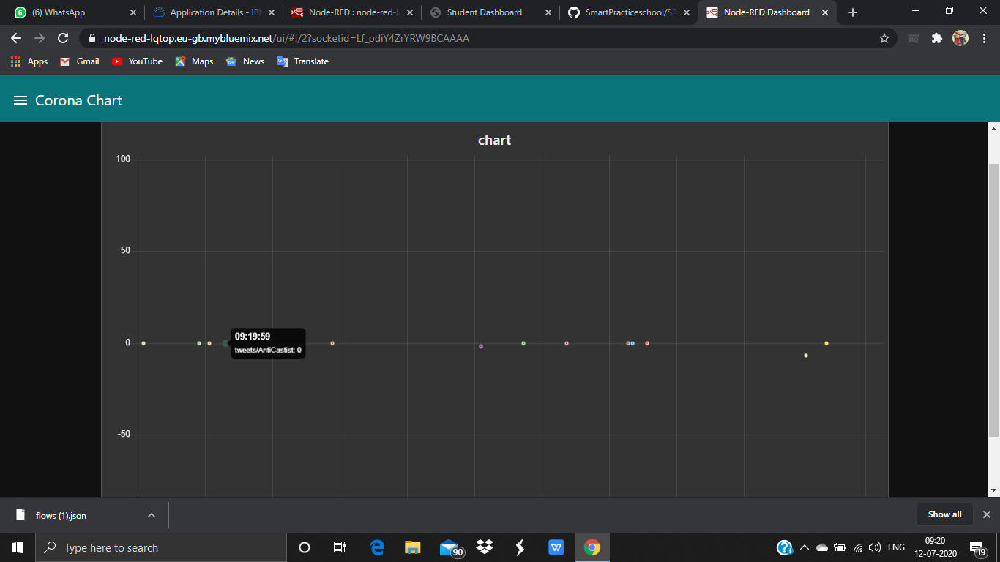 (6) WhatsApp
Application Details - IBM
Node-RED : node-red-l
Student Dashboard
SmartPracticeschool/SB
Node-RED Dashboard
node-red-lqtop.eu-gb.mybluemix.net/ui/#!/2?socketid=Lf_pdiY4ZrYRW9BCAAAA
Apps Gmail YouTube Maps News Translate
Corona Chart
chart
100
50
0
09:19:59
tweets/AntiCastist: 0
-50
flows (1).json
Show all
Type here to search
90
ENG
09:20
12-07-2020
19